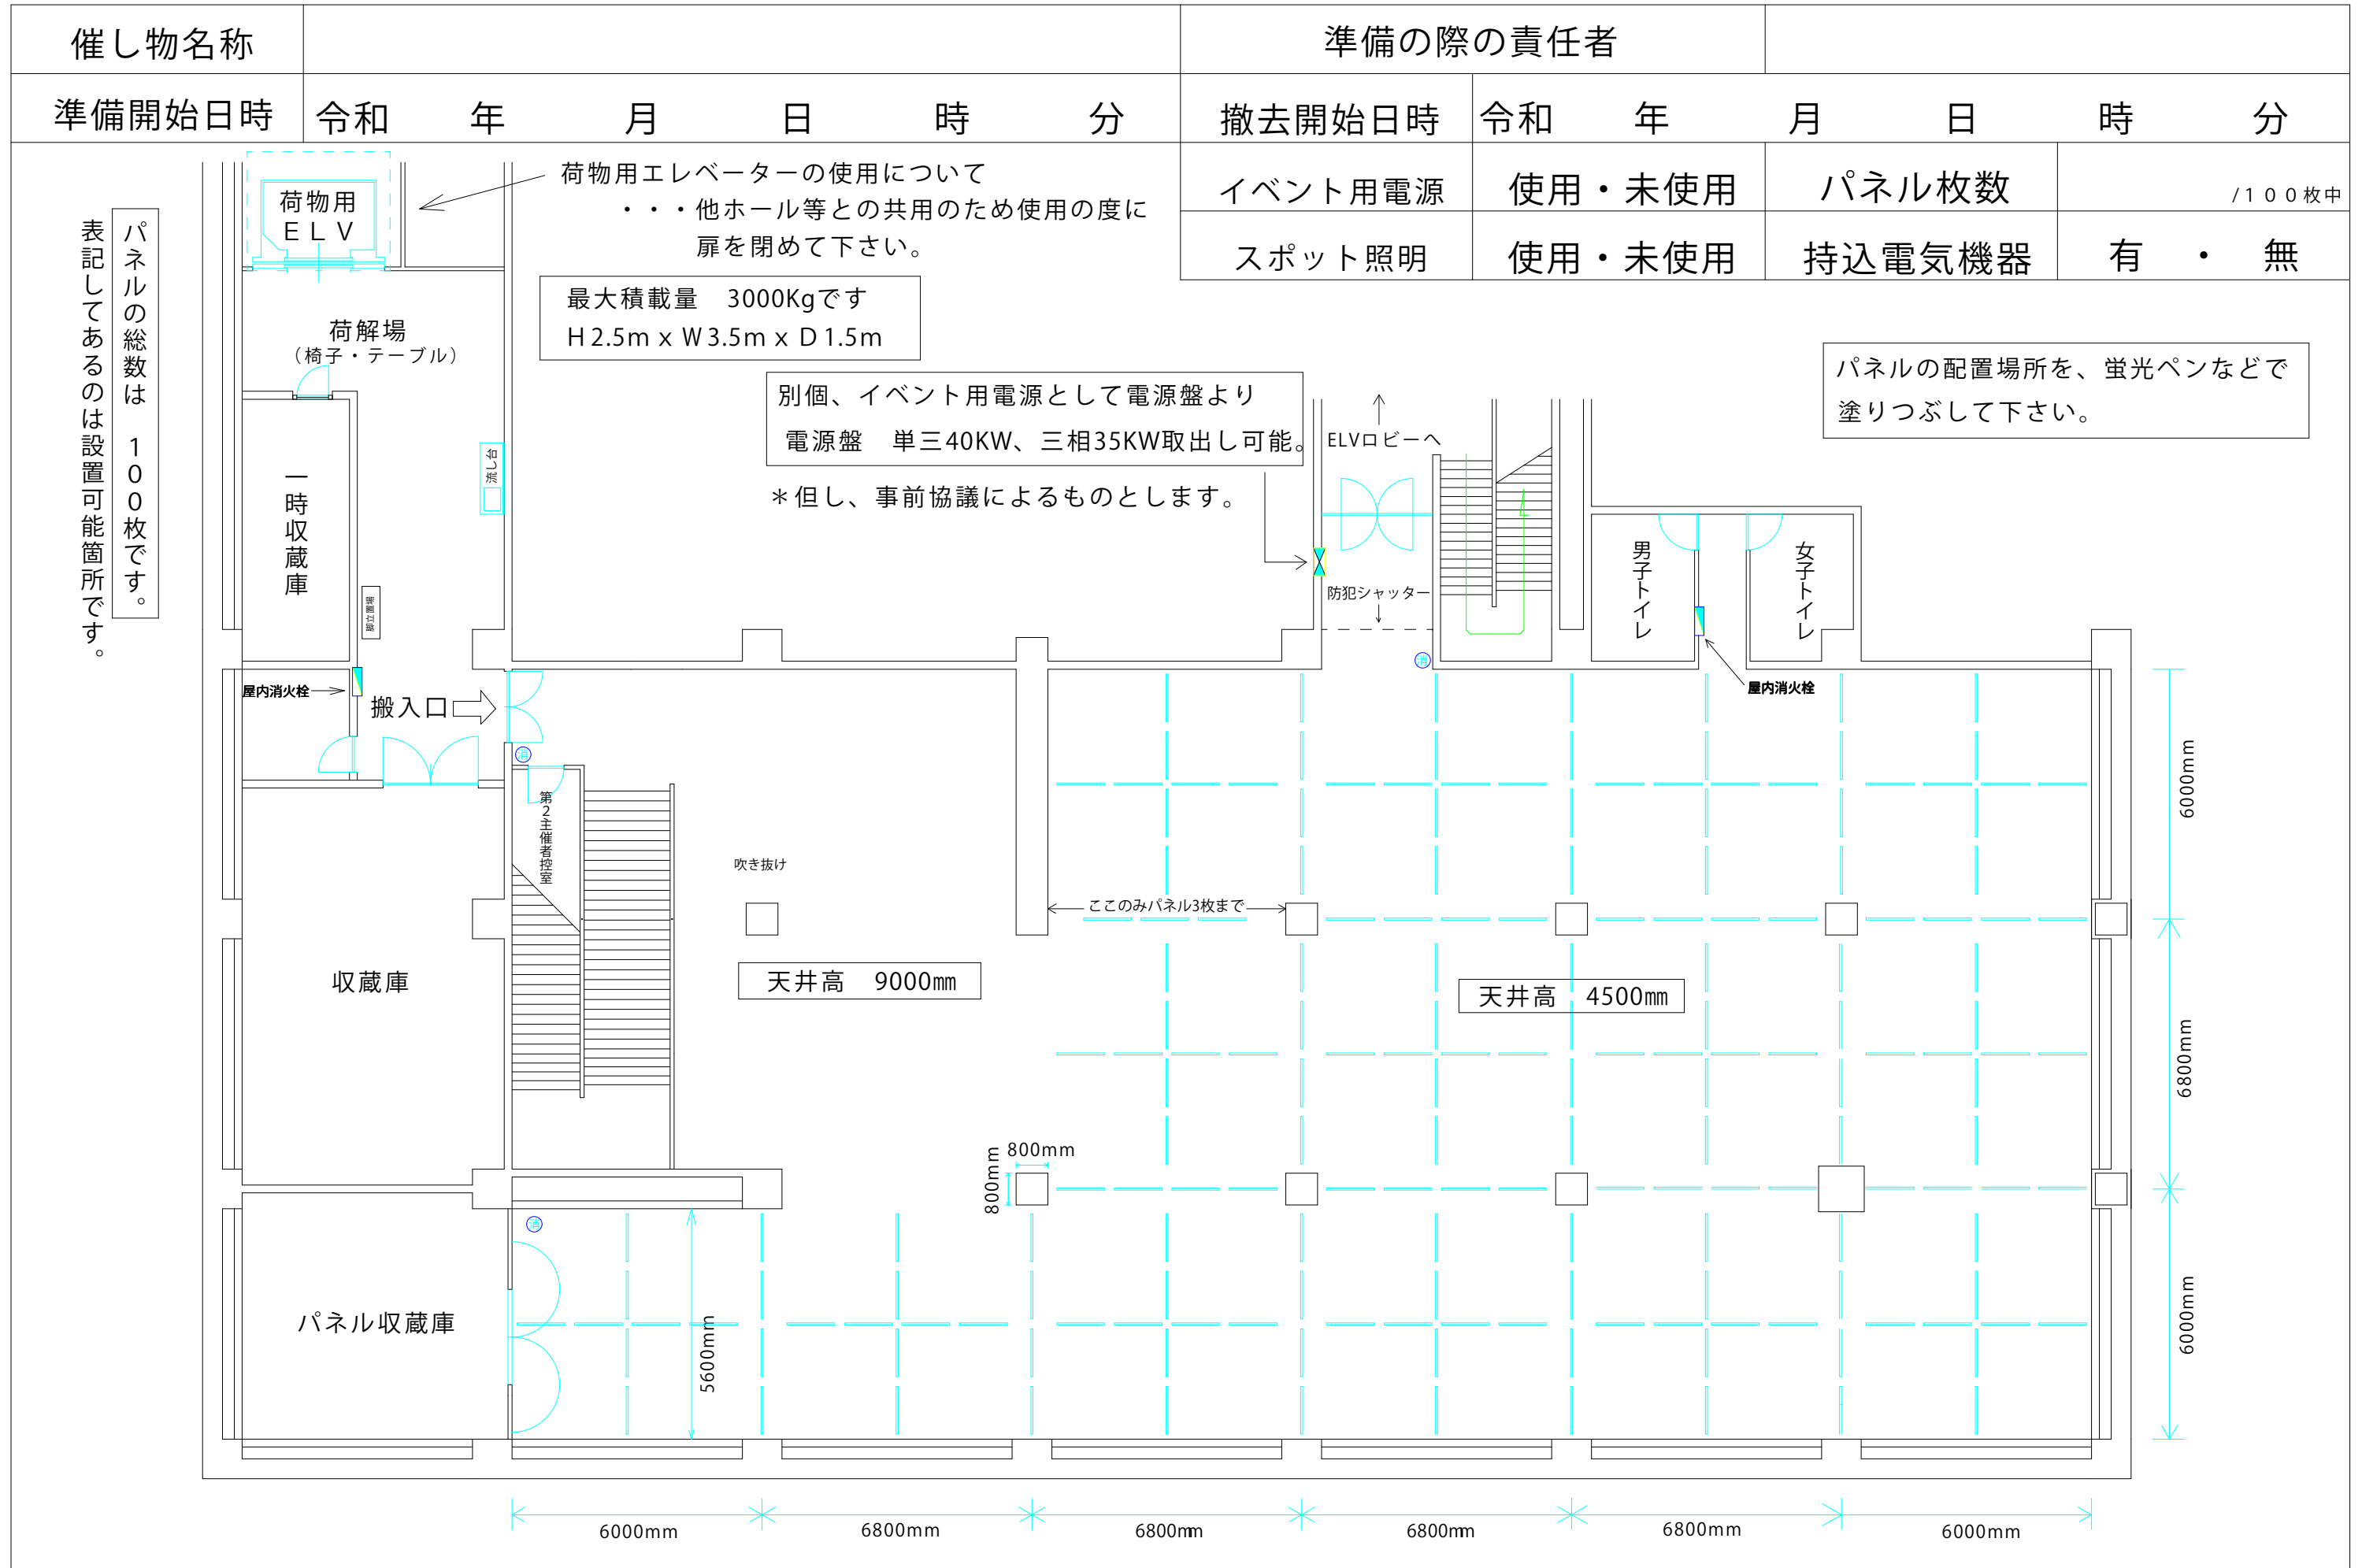 催し物名称
準備の際の責任者
準備開始日時 令和 年 月 日 時 分
撤去開始日時 令和 年 月 日 時 分
イベント用電源 使用・未使用 パネル枚数 /100枚中
スポット照明 使用・未使用 持込電気機器 有 ・ 無
パネルの総数は 100枚です。
表記してあるのは設置可能箇所です。
荷物用
ELV
荷物用エレベーターの使用について
・・・他ホール等との共用のため使用の度に
扉を閉めて下さい。
最大積載量 3000Kgです
H2.5m x W3.5m x D1.5m
荷解場
（椅子・テーブル）
別個、イベント用電源として電源盤より
電源盤 単三40KW、三相35KW取出し可能。
＊但し、事前協議によるものとします。
パネルの配置場所を、蛍光ペンなどで
塗りつぶして下さい。
ELVロビーへ
防犯シャッター
一時収蔵庫
流し台
脚立置場
男子トイレ
女子トイレ
消
屋内消火栓
屋内消火栓
搬入口
消
第2主催者控室
吹き抜け
ここのみパネル3枚まで
収蔵庫
天井高 9000㎜
天井高 4500㎜
800mm
800mm
消
パネル収蔵庫
5600mm
6000mm
6800mm
6000mm
6000mm
6800mm
6800mm
6800mm
6800mm
6000mm